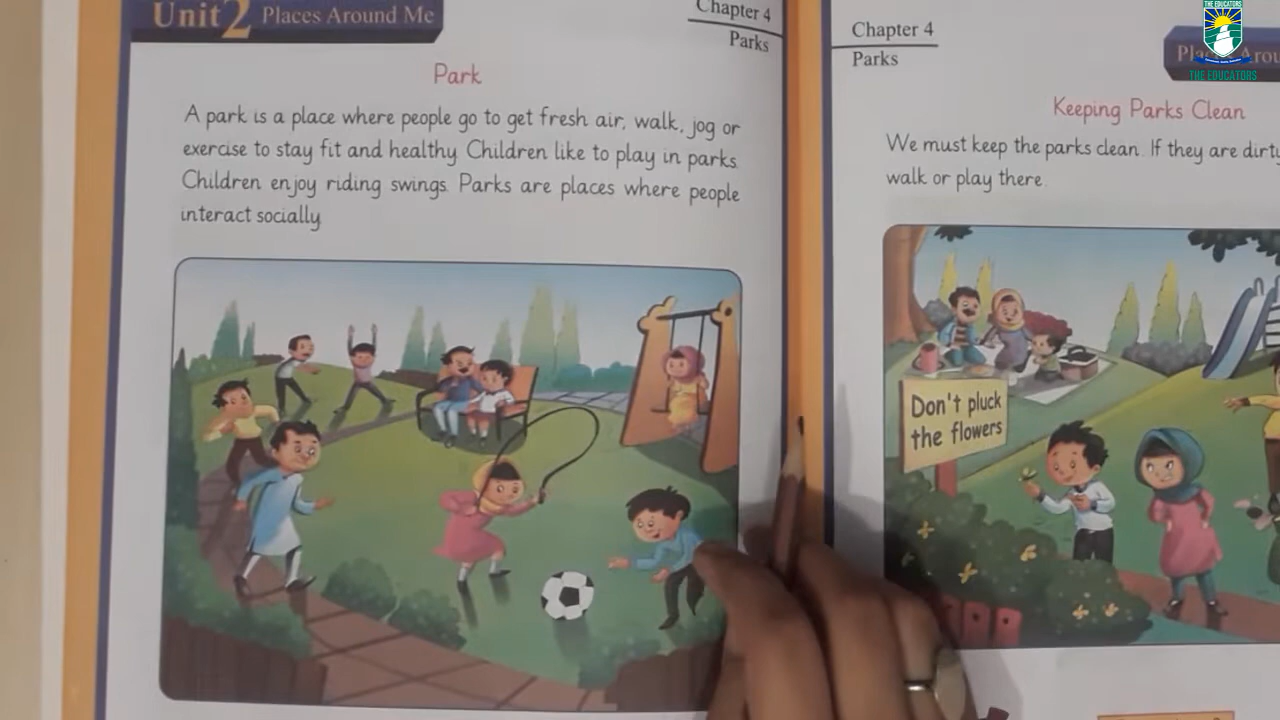 Unit 2 Places Around Me
Chapter 4
Parks
Park
A park is a place where people go to get fresh air, walk, jog or
exercise to stay fit and healthy. Children like to play in parks.
Children enjoy riding swings. Parks are places where people
interact socially.
Chapter 4
Parks
THE EDUCATORS
THE EDUCATORS
Keeping Parks Clean
We must keep the parks clean. If they are dirty
walk or play there.
Don't pluck
the flowers